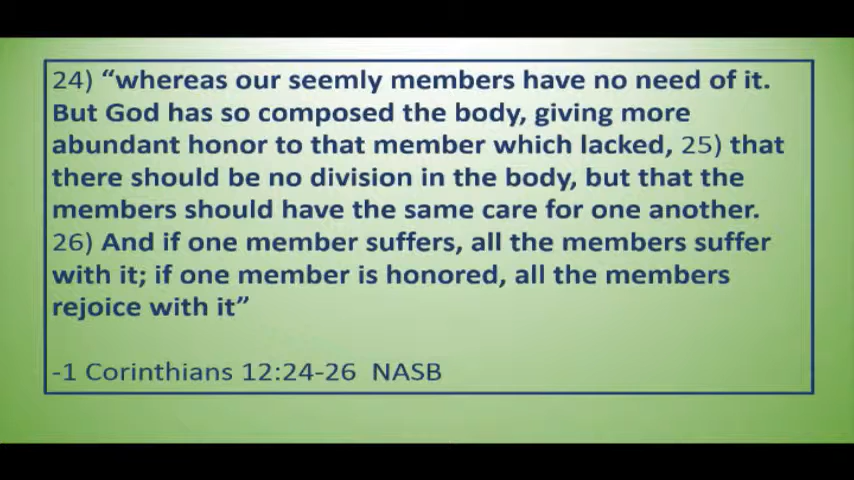 24) “whereas our seemly members have no need of it.
But God has so composed the body, giving more
abundant honor to that member which lacked, 25) that
there should be no division in the body, but that the
members should have the same care for one another.
26) And if one member suffers, all the members suffer
with it; if one member is honored, all the members
rejoice with it”
-1 Corinthians 12:24-26 NASB